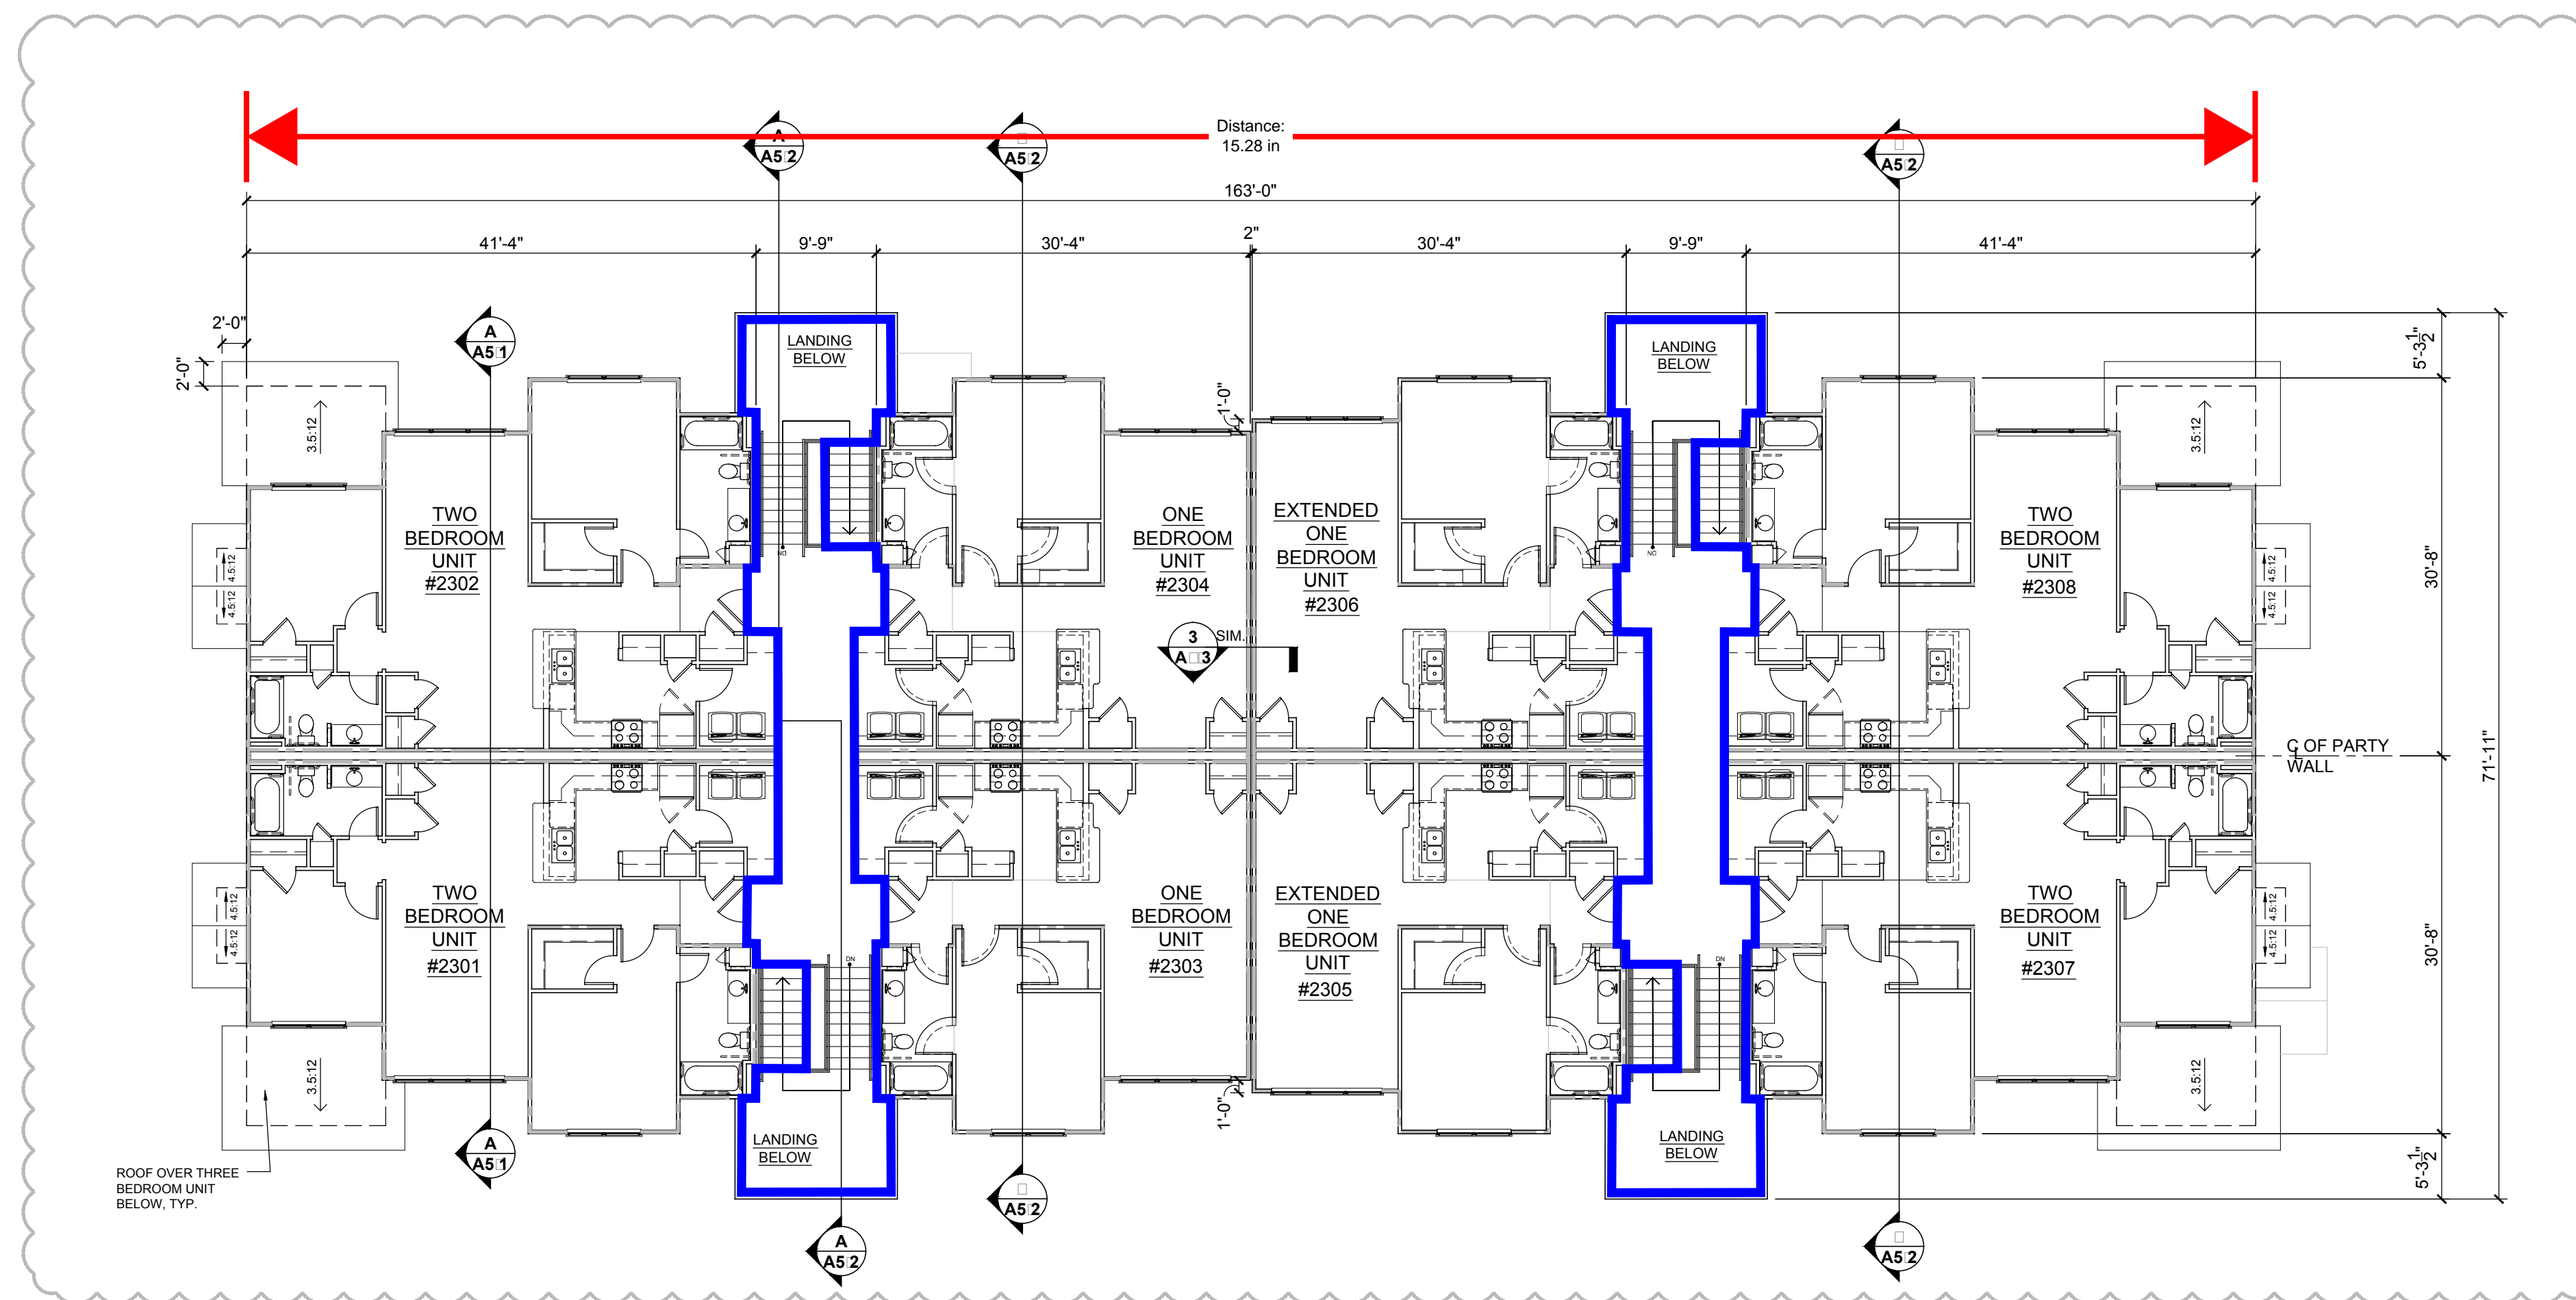 Distance:
15.28 in
A
A5 2
A5 2
A5 2
163'-0"
41'-4"
9'-9"
30'-4"
2"
30'-4"
9'-9"
41'-4"
2'-0"
2'-0"
A
A5 1
LANDING
BELOW
LANDING
BELOW
5'-3 1/2"
1'-0"
3.5:12
3.5:12
TWO
BEDROOM
UNIT
#2302
ONE
BEDROOM
UNIT
#2304
EXTENDED
ONE
BEDROOM
UNIT
#2306
TWO
BEDROOM
UNIT
#2308
DN
DN
4.5:12
4.5:12
4.5:12
4.5:12
30'-8"
3
A 3
SIM.
C OF PARTY
L
WALL
71'-11"
TWO
BEDROOM
UNIT
#2301
ONE
BEDROOM
UNIT
#2303
EXTENDED
ONE
BEDROOM
UNIT
#2305
TWO
BEDROOM
UNIT
#2307
4.5:12
4.5:12
4.5:12
4.5:12
30'-8"
DN
DN
3.5:12
3.5:12
1'-0"
LANDING
BELOW
LANDING
BELOW
5'-3 1/2"
A
A5 1
ROOF OVER THREE
BEDROOM UNIT
BELOW, TYP.
A5 2
A
A5 2
A5 2